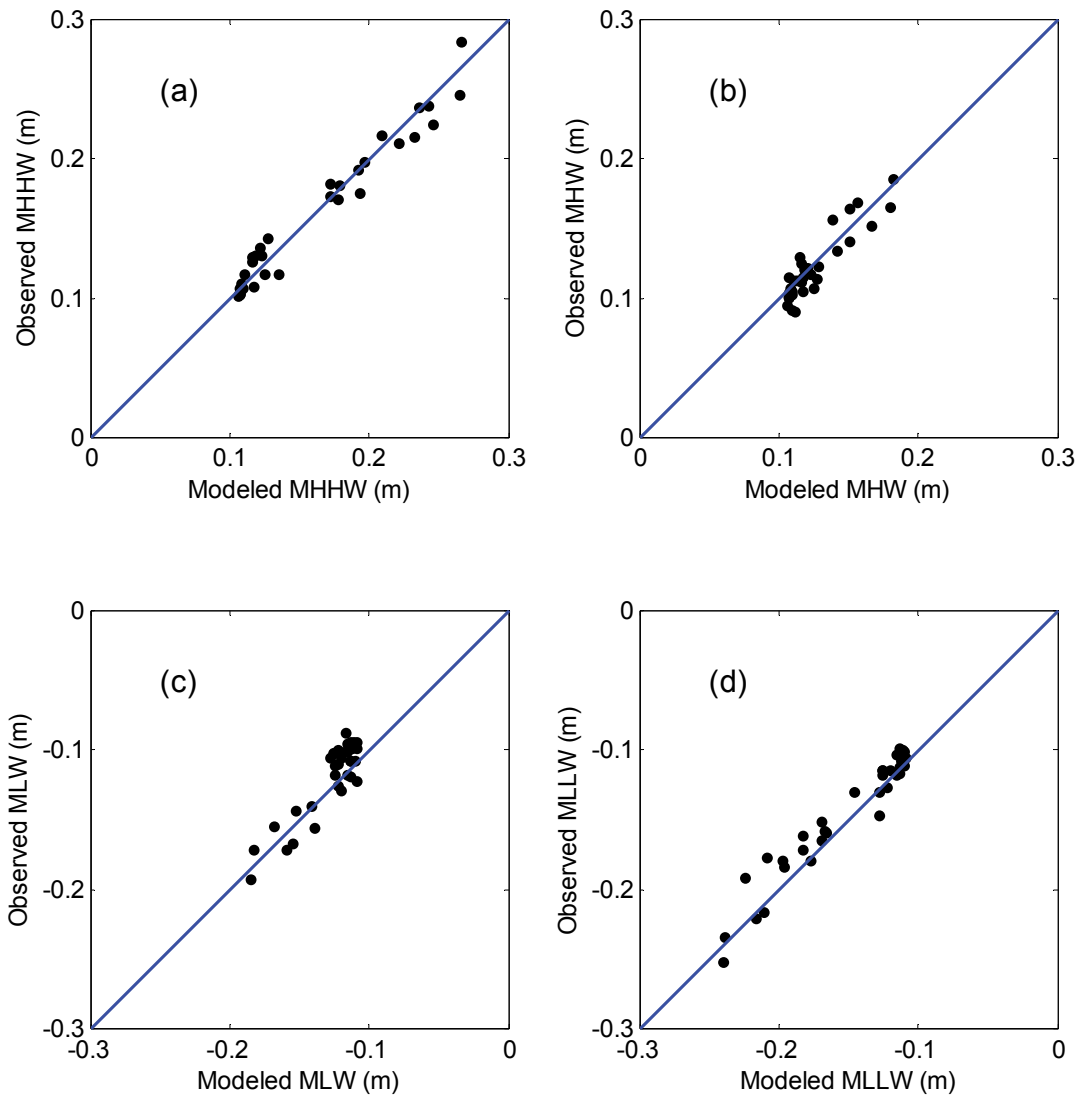 (a)
0.3
0.2
0.1
0
Observed MHHW (m)
0
0.1
0.2
0.3
Modeled MHHW (m)
(b)
0.3
0.2
0.1
0
Observed MHW (m)
0
0.1
0.2
0.3
Modeled MHW (m)
(c)
0
-0.1
-0.2
-0.3
Observed MLW (m)
-0.3
-0.2
-0.1
0
Modeled MLW (m)
(d)
0
-0.1
-0.2
-0.3
Observed MLLW (m)
-0.3
-0.2
-0.1
0
Modeled MLLW (m)